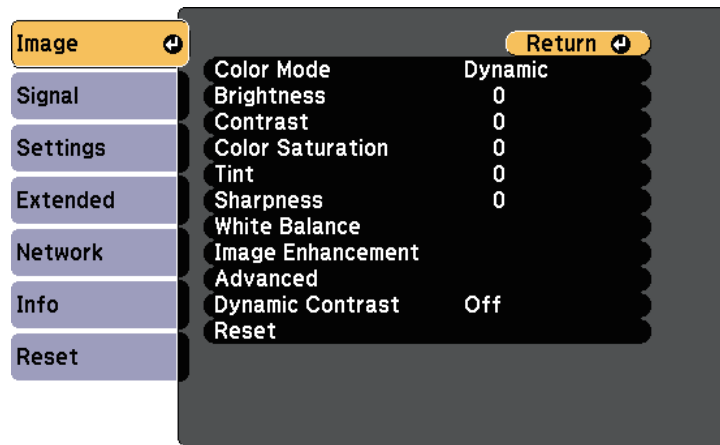 Image
Signal
Settings
Extended
Network
Info
Reset
Return
Color Mode Dynamic
Brightness 0
Contrast 0
Color Saturation 0
Tint 0
Sharpness 0
White Balance
Image Enhancement
Advanced
Dynamic Contrast Off
Reset